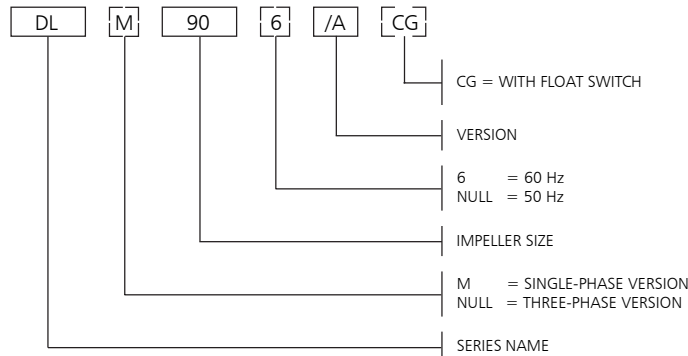 DL M 90 6 /A CG
CG = WITH FLOAT SWITCH
VERSION
6 = 60 Hz
NULL = 50 Hz
IMPELLER SIZE
M = SINGLE-PHASE VERSION
NULL = THREE-PHASE VERSION
SERIES NAME